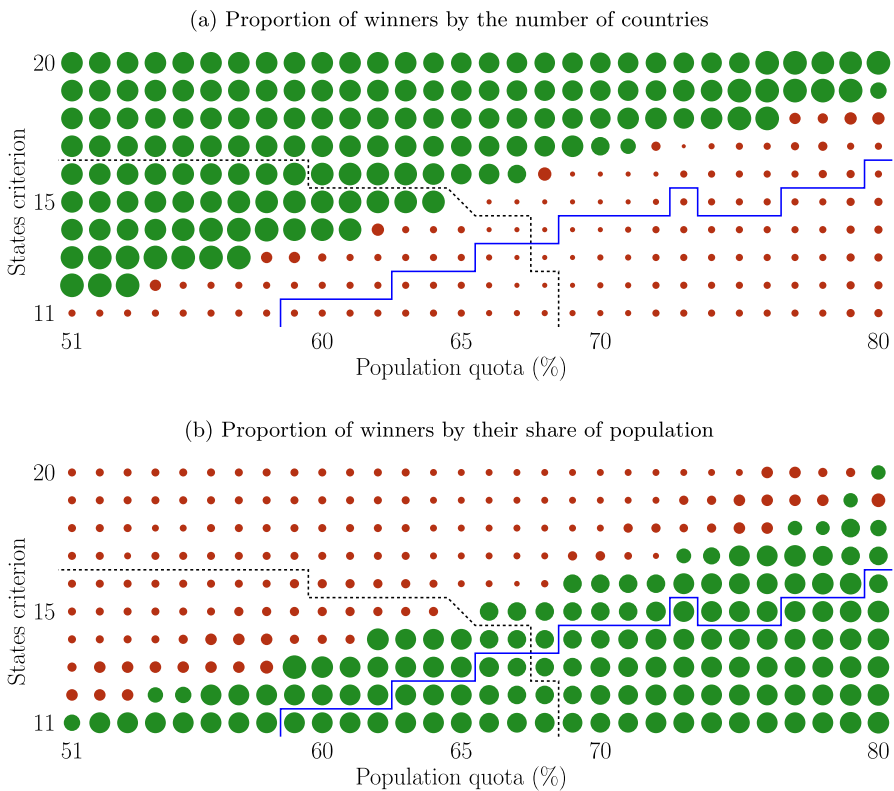 (a) Proportion of winners by the number of countries
20
15
11
States criterion
51 60 65 70 80
Population quota (%)
(b) Proportion of winners by their share of population
20
15
11
States criterion
51 60 65 70 80
Population quota (%)